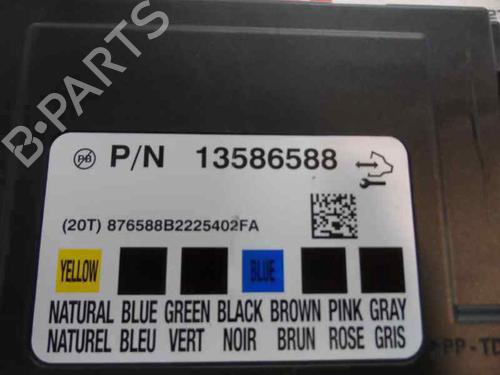 B-PARTS
PB P/N 13586588
(20T) 876588B2225402FA
YELLOW BLUE
NATURAL BLUE GREEN BLACK BROWN PINK GRAY
NATUREL BLEU VERT NOIR BRUN ROSE GRIS
>PP-TD